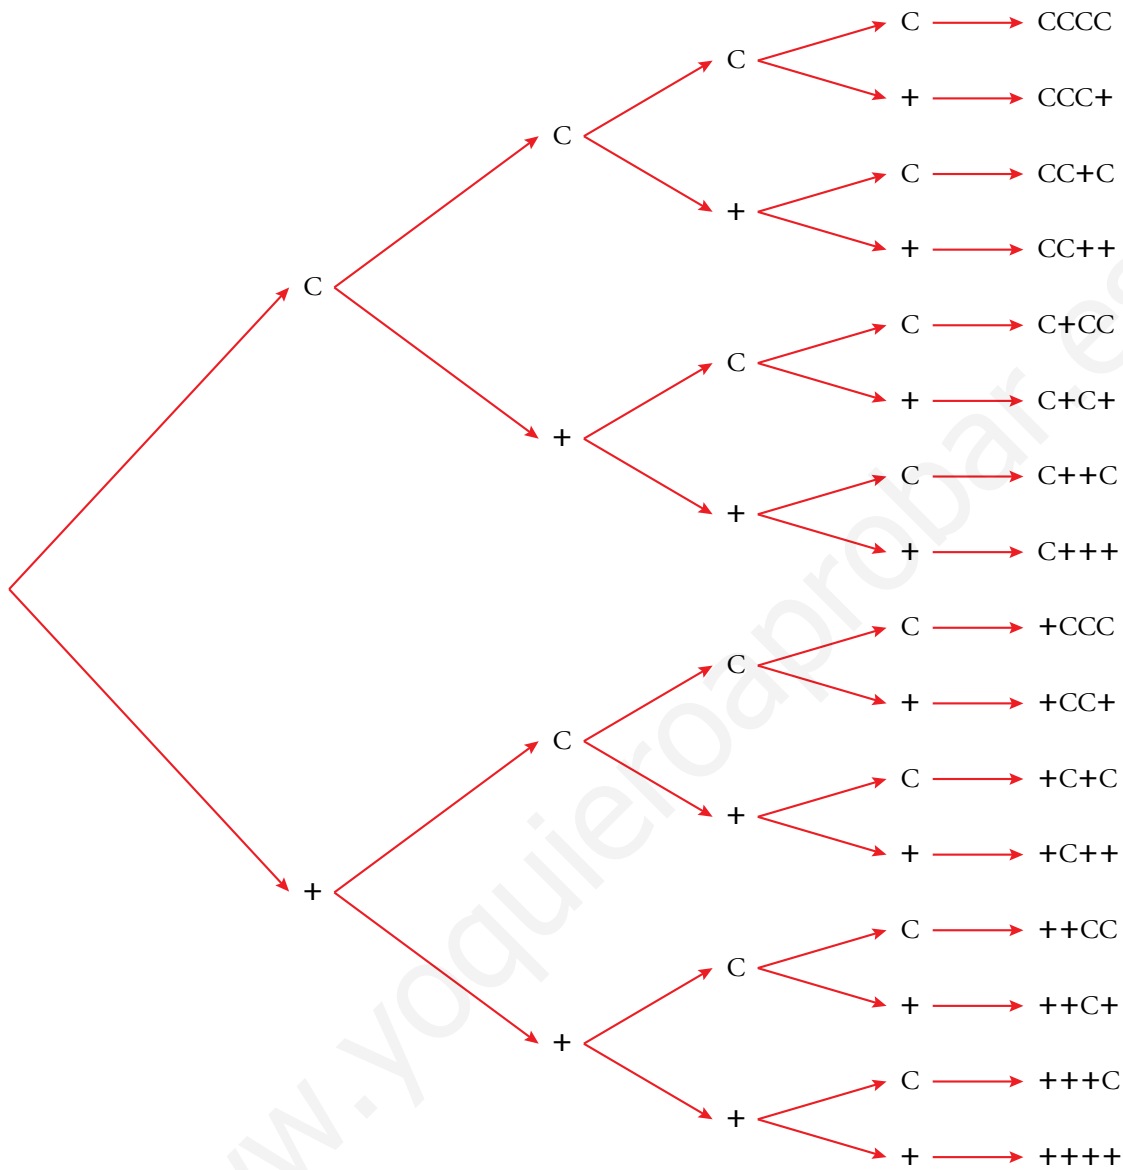 C → CCCC
C
+ → CCC+
C
C → CC+C
+
+ → CC++
C
C → C+CC
C
+ → C+C+
+
C → C++C
+
+ → C+++
C → +CCC
C
+ → +CC+
C
C → +C+C
+
+ → +C++
+
C → ++CC
C
+ → ++C+
+
C → +++C
+
+ → ++++
www.yoquieroaprobar.es